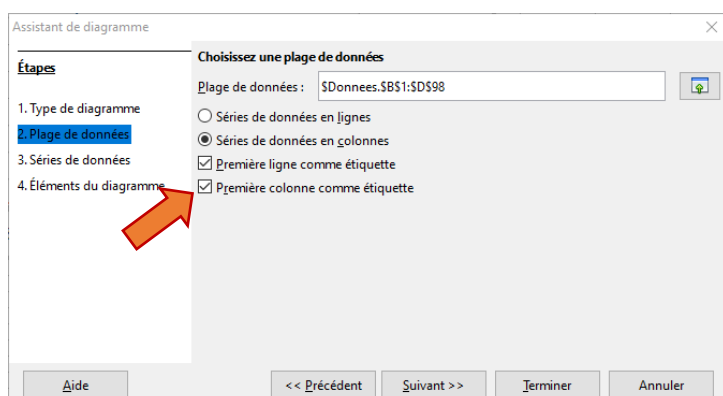 Assistant de diagramme
Étapes
1. Type de diagramme
2. Plage de données
3. Séries de données
4. Éléments du diagramme
Choisissez une plage de données
Plage de données : $Donnees.$B$1:$D$98
Séries de données en lignes
Séries de données en colonnes
Première ligne comme étiquette
Première colonne comme étiquette
Aide
<< Précédent
Suivant >>
Terminer
Annuler